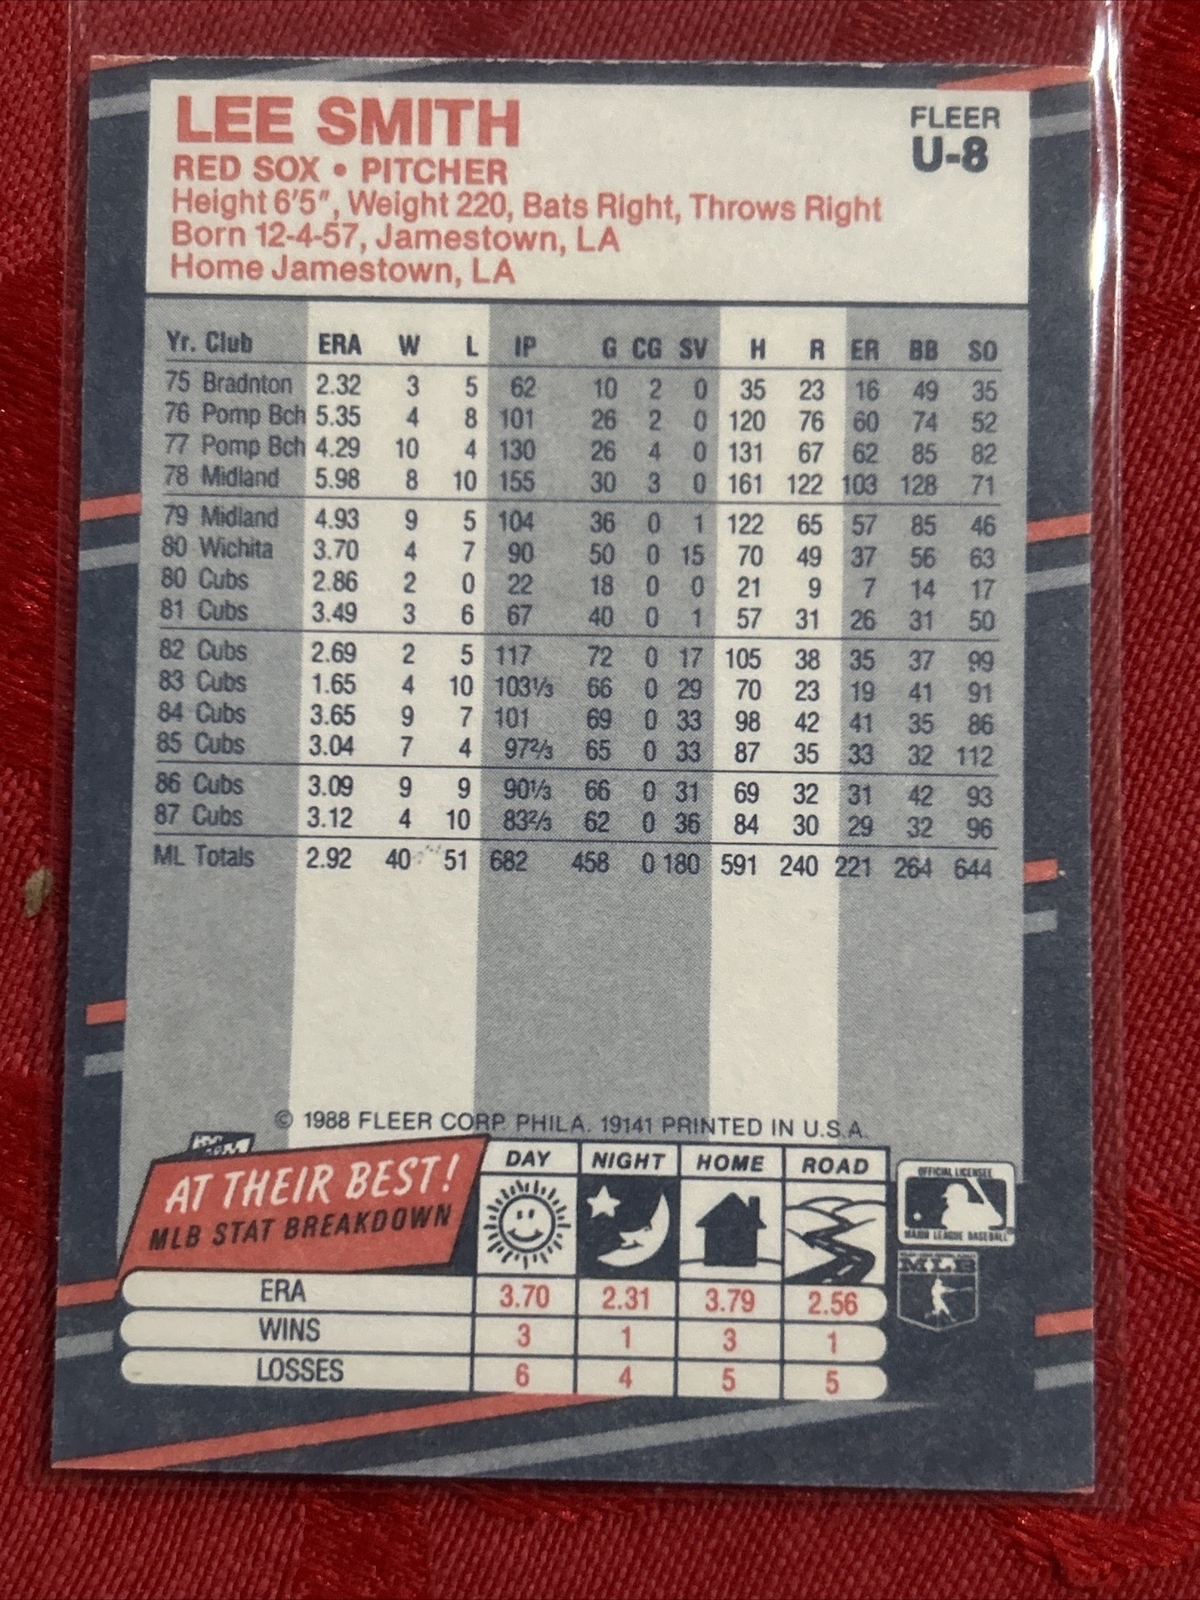 LEE SMITH
FLEER
U-8
RED SOX • PITCHER
Height 6'5", Weight 220, Bats Right, Throws Right
Born 12-4-57, Jamestown, LA
Home Jamestown, LA
Yr. Club ERA W L IP G CG SV H R ER BB SO
75 Bradnton 2.32 3 5 62 10 2 0 35 23 16 49 35
76 Pomp Bch 5.35 4 8 101 26 2 0 120 76 60 74 52
77 Pomp Bch 4.29 10 4 130 26 4 0 131 67 62 85 82
78 Midland 5.98 8 10 155 30 3 0 161 122 103 128 71
79 Midland 4.93 9 5 104 36 0 1 122 65 57 85 46
80 Wichita 3.70 4 7 90 50 0 15 70 49 37 56 63
80 Cubs 2.86 2 0 22 18 0 0 21 9 7 14 17
81 Cubs 3.49 3 6 67 40 0 1 57 31 26 31 50
82 Cubs 2.69 2 5 117 72 0 17 105 38 35 37 99
83 Cubs 1.65 4 10 103⅓ 66 0 29 70 23 19 41 91
84 Cubs 3.65 9 7 101 69 0 33 98 42 41 35 86
85 Cubs 3.04 7 4 97⅔ 65 0 33 87 35 33 32 112
86 Cubs 3.09 9 9 90⅓ 66 0 31 69 32 31 42 93
87 Cubs 3.12 4 10 83⅔ 62 0 36 84 30 29 32 96
ML Totals 2.92 40 51 682 458 0 180 591 240 221 264 644
© 1988 FLEER CORP. PHILA. 19141 PRINTED IN U.S.A.
AT THEIR BEST!
MLB STAT BREAKDOWN
DAY NIGHT HOME ROAD
ERA 3.70 2.31 3.79 2.56
WINS 3 1 3 1
LOSSES 6 4 5 5
OFFICIAL LICENSEE
MAJOR LEAGUE BASEBALL
MLB